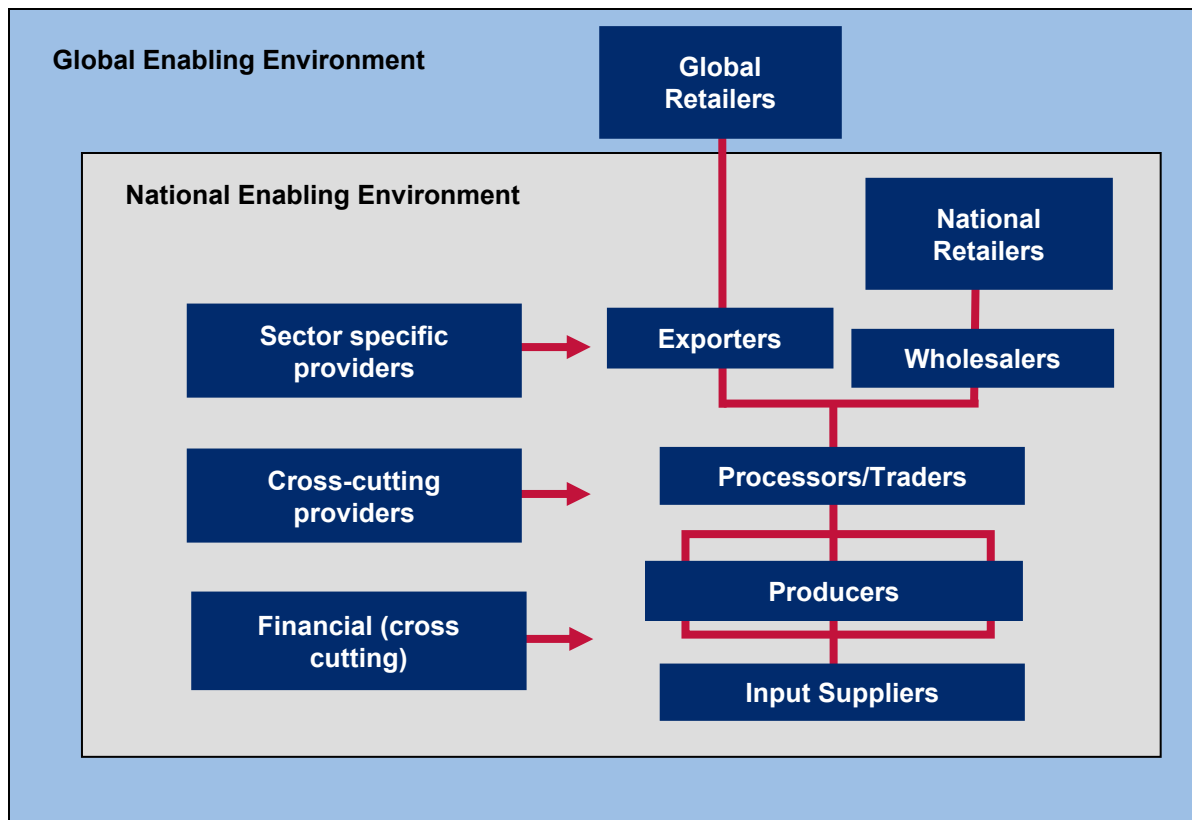 Global Enabling Environment
Global
Retailers
National Enabling Environment
National
Retailers
Sector specific
providers
Exporters
Wholesalers
Cross-cutting
providers
Processors/Traders
Producers
Financial (cross
cutting)
Input Suppliers